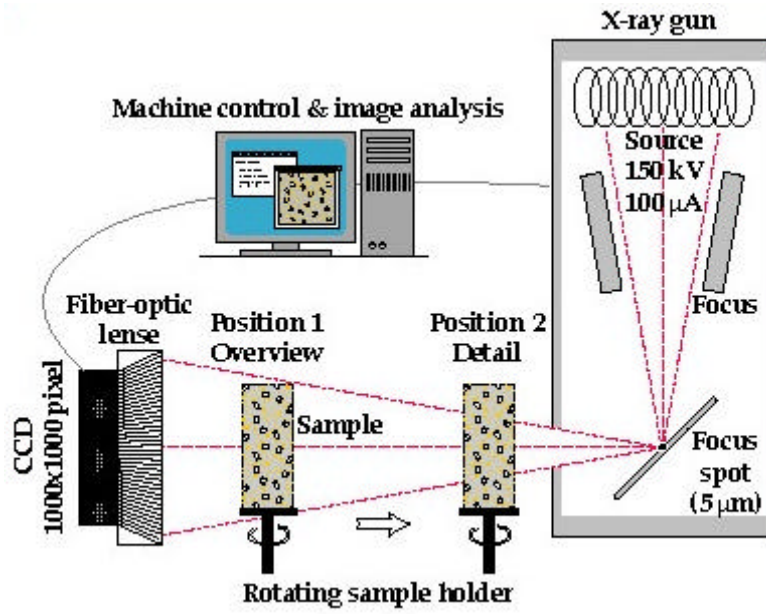 X-ray gun
Machine control & image analysis
Source
150 kV
100 µA
Focus
Fiber-optic
lense
Position 1
Overview
Position 2
Detail
CCD
1000x1000 pixel
Sample
Focus
spot
(5 µm)
Rotating sample holder